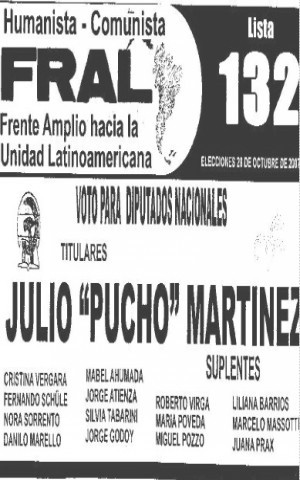 Humanista - Comunista
FRAL
Frente Amplio hacia la
Unidad Latinoamericana
Lista
132
ELECCIONES 28 DE OCTUBRE DE 2007
VOTO PARA DIPUTADOS NACIONALES
TITULARES
JULIO "PUCHO" MARTINEZ
SUPLENTES
CRISTINA VERGARA
FERNANDO SCHÜLE
NORA SORRENTO
DANILO MARELLO
MABEL AHUMADA
JORGE ATIENZA
SILVIA TABARINI
JORGE GODOY
ROBERTO VIRGA
MARIA POVEDA
MIGUEL POZZO
LILIANA BARRIOS
MARCELO MASSOTTI
JUANA PRAX